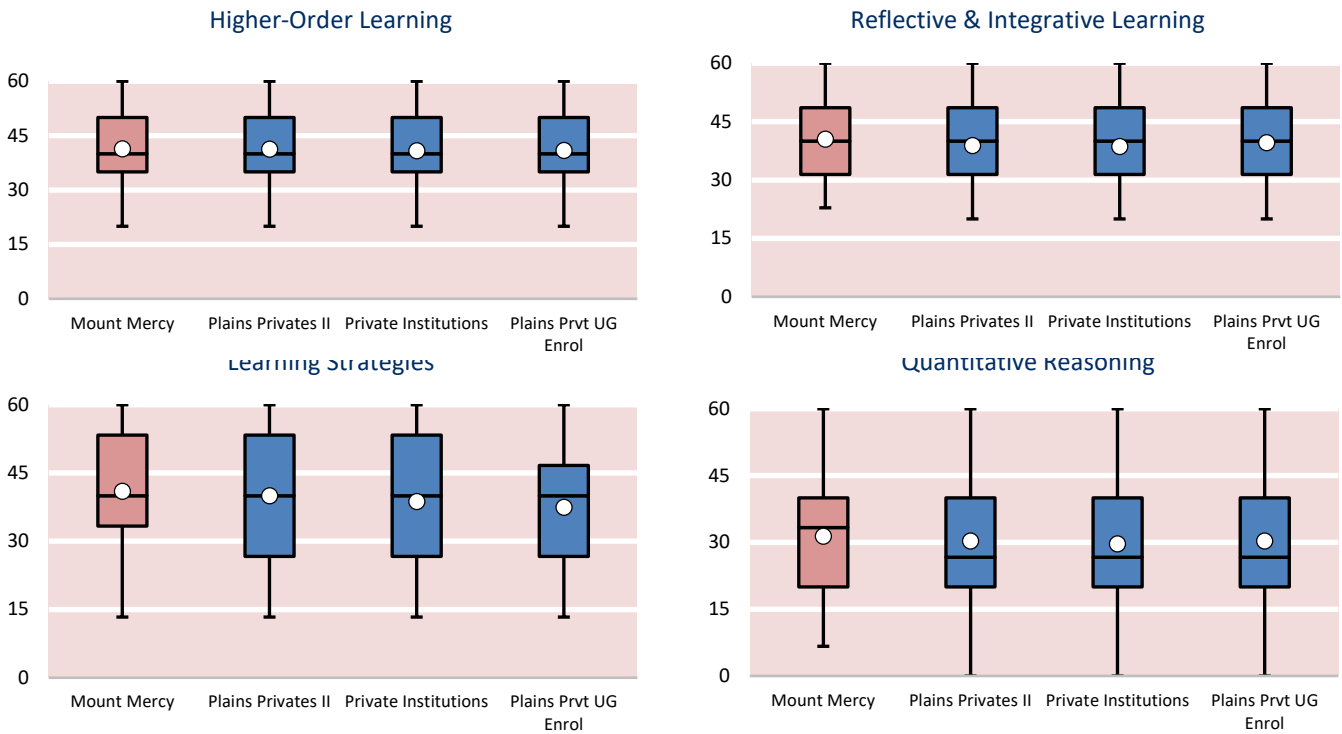 Higher-Order Learning
60
45
30
15
0
Mount Mercy
Plains Privates II
Private Institutions
Plains Prvt UG
Enrol
Reflective & Integrative Learning
60
45
30
15
0
Mount Mercy
Plains Privates II
Private Institutions
Plains Prvt UG
Enrol
Learning Strategies
60
45
30
15
0
Mount Mercy
Plains Privates II
Private Institutions
Plains Prvt UG
Enrol
Quantitative Reasoning
60
45
30
15
0
Mount Mercy
Plains Privates II
Private Institutions
Plains Prvt UG
Enrol